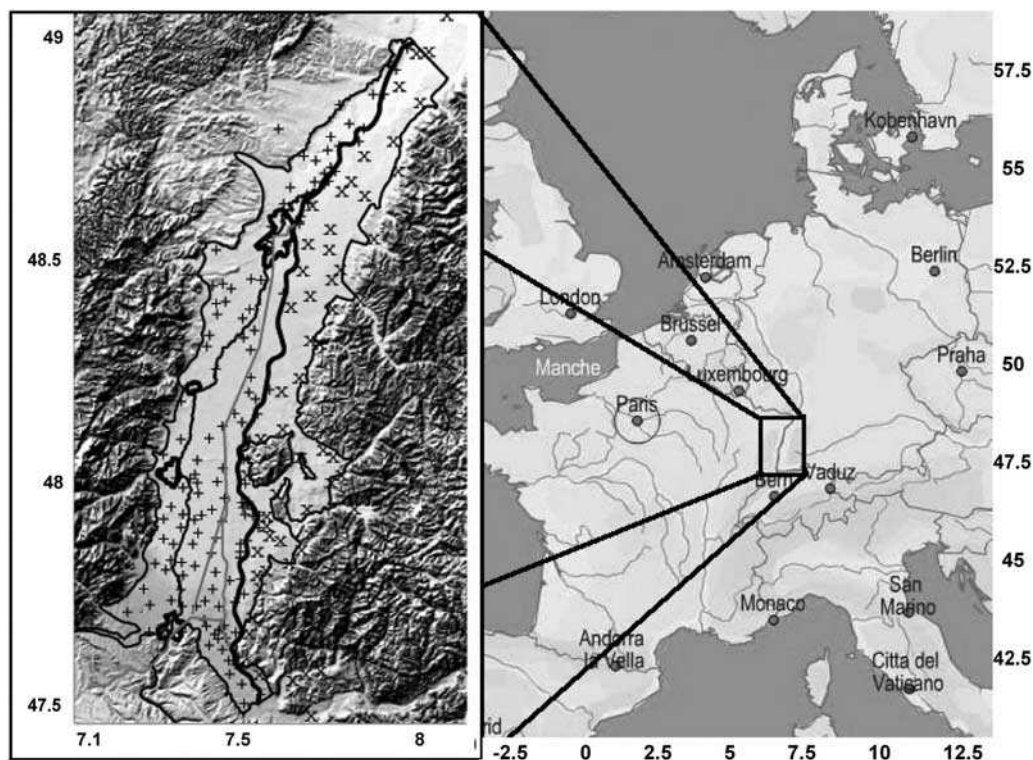 49
48.5
48
47.5
7.1
7.5
8
57.5
55
52.5
50
47.5
45
42.5
-2.5
0
2.5
5
7.5
10
12.5
Kobenhavn
Berlin
Amsterdam
London
Brussel
Praha
Manche
Luxembourg
Paris
Vaduz
Bern
San
Marino
Monaco
Andorra
la Vella
Citta del
Vaticano
rid